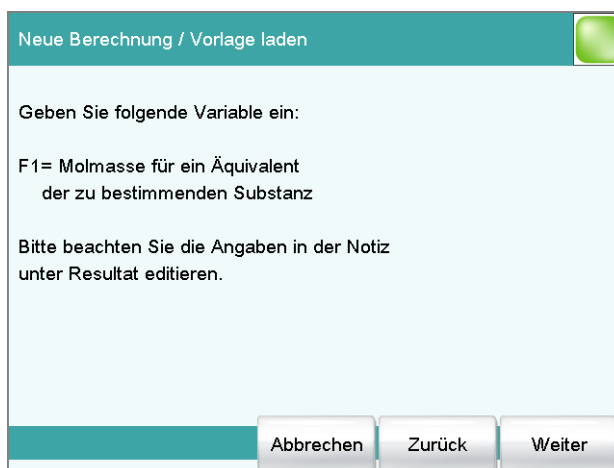 Neue Berechnung / Vorlage laden
Geben Sie folgende Variable ein:
F1= Molmasse für ein Äquivalent
der zu bestimmenden Substanz
Bitte beachten Sie die Angaben in der Notiz
unter Resultat editieren.
Abbrechen
Zurück
Weiter